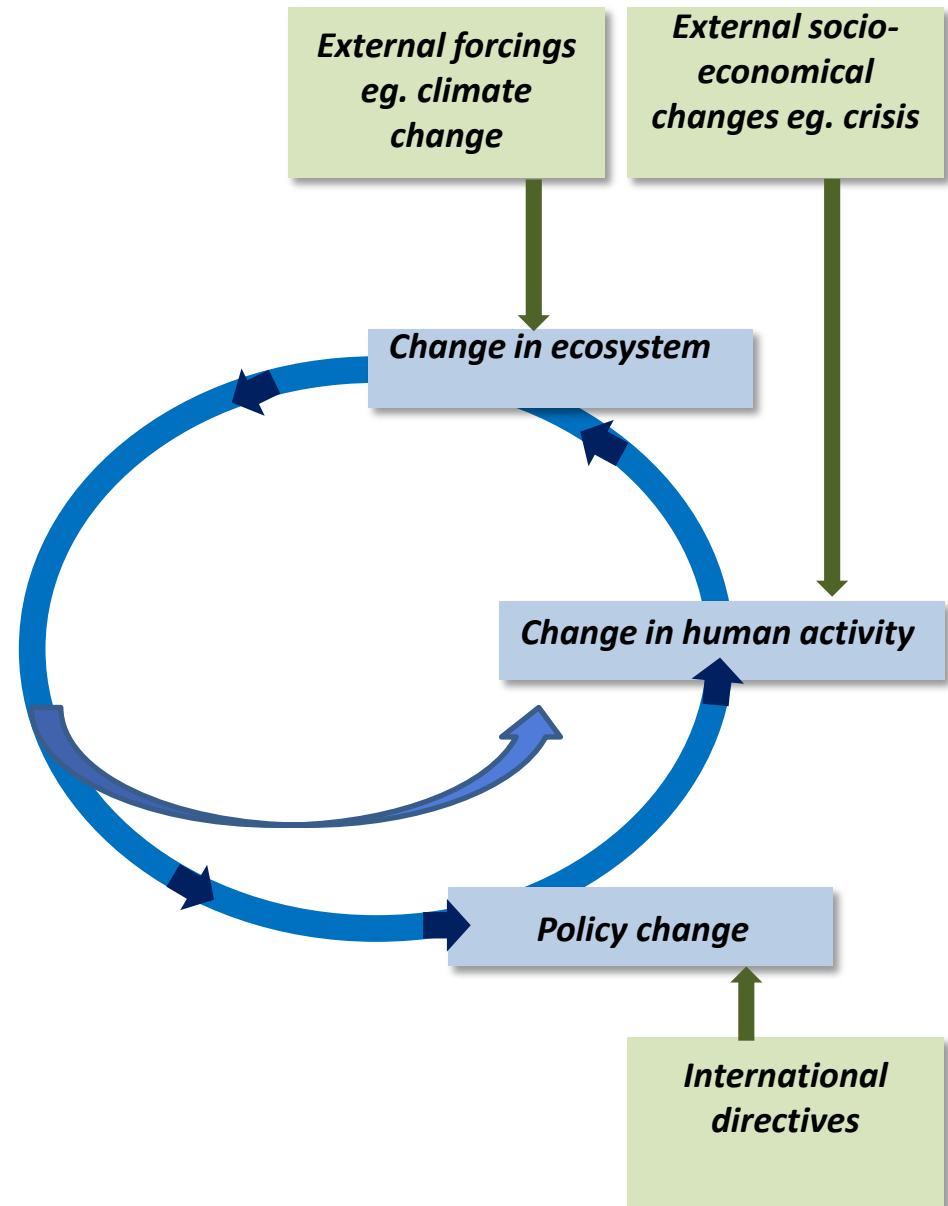 External forcings
eg. climate
change
External socio-
economical
changes eg. crisis
Change in ecosystem
Change in human activity
Policy change
International
directives